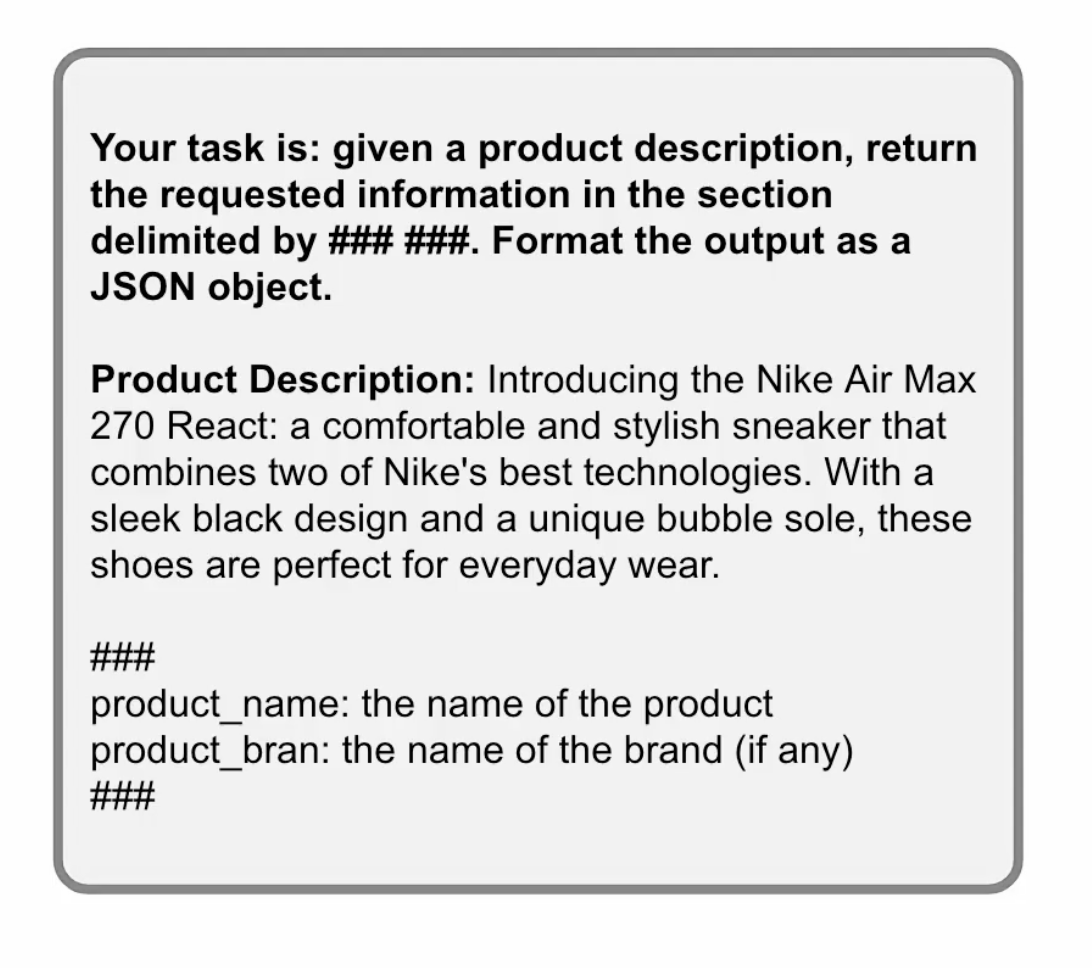 Your task is: given a product description, return
the requested information in the section
delimited by ### ###. Format the output as a
JSON object.
Product Description: Introducing the Nike Air Max
270 React: a comfortable and stylish sneaker that
combines two of Nike's best technologies. With a
sleek black design and a unique bubble sole, these
shoes are perfect for everyday wear.
###
product_name: the name of the product
product_bran: the name of the brand (if any)
###